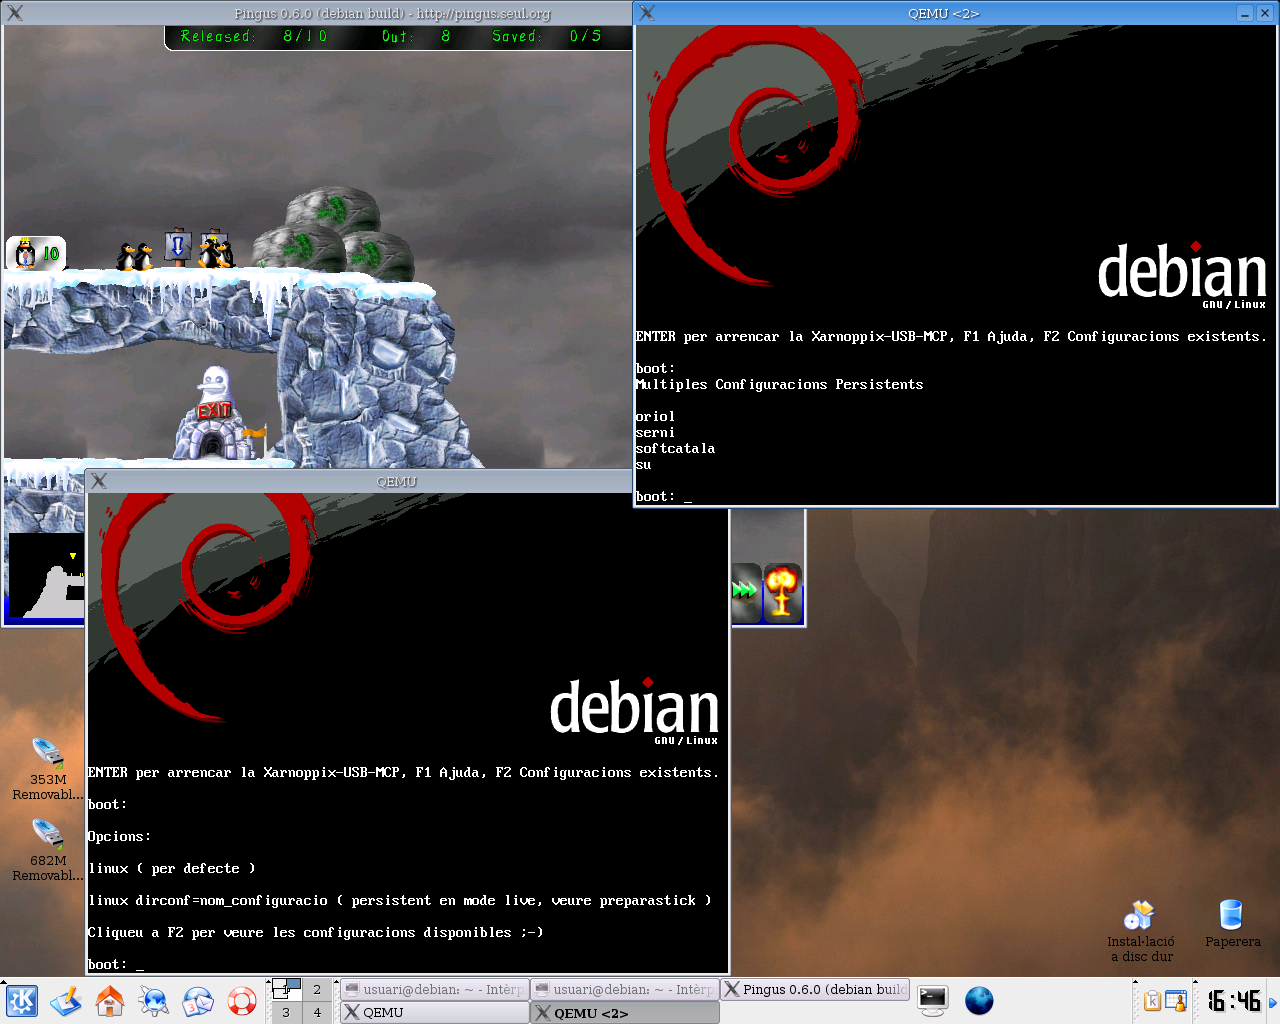 Pingus 0.6.0 (debian build) - http://pingus.seul.org
Released: 8/10 Out: 8 Saved: 0/5
10
EXIT
QEMU <2>
debian
GNU/Linux
ENTER per arrencar la Xarnoppix-USB-MCP, F1 Ajuda, F2 Configuracions existents.
boot:
Multiples Configuracions Persistents
oriol
serni
softcatala
su
boot: _
QEMU
debian
GNU/Linux
ENTER per arrencar la Xarnoppix-USB-MCP, F1 Ajuda, F2 Configuracions existents.
boot:
Opcions:
linux ( per defecte )
linux dirconf=nom_configuracio ( persistent en mode live, veure preparastick )
Cliqueu a F2 per veure les configuracions disponibles ;-)
boot: _
353M
Removabl...
682M
Removabl...
Instal·lació
a disc dur
Paperera
2
3 4
usuari@debian: ~ - Intèrp
usuari@debian: ~ - Intèrp
Pingus 0.6.0 (debian buil
QEMU
QEMU <2>
16:46